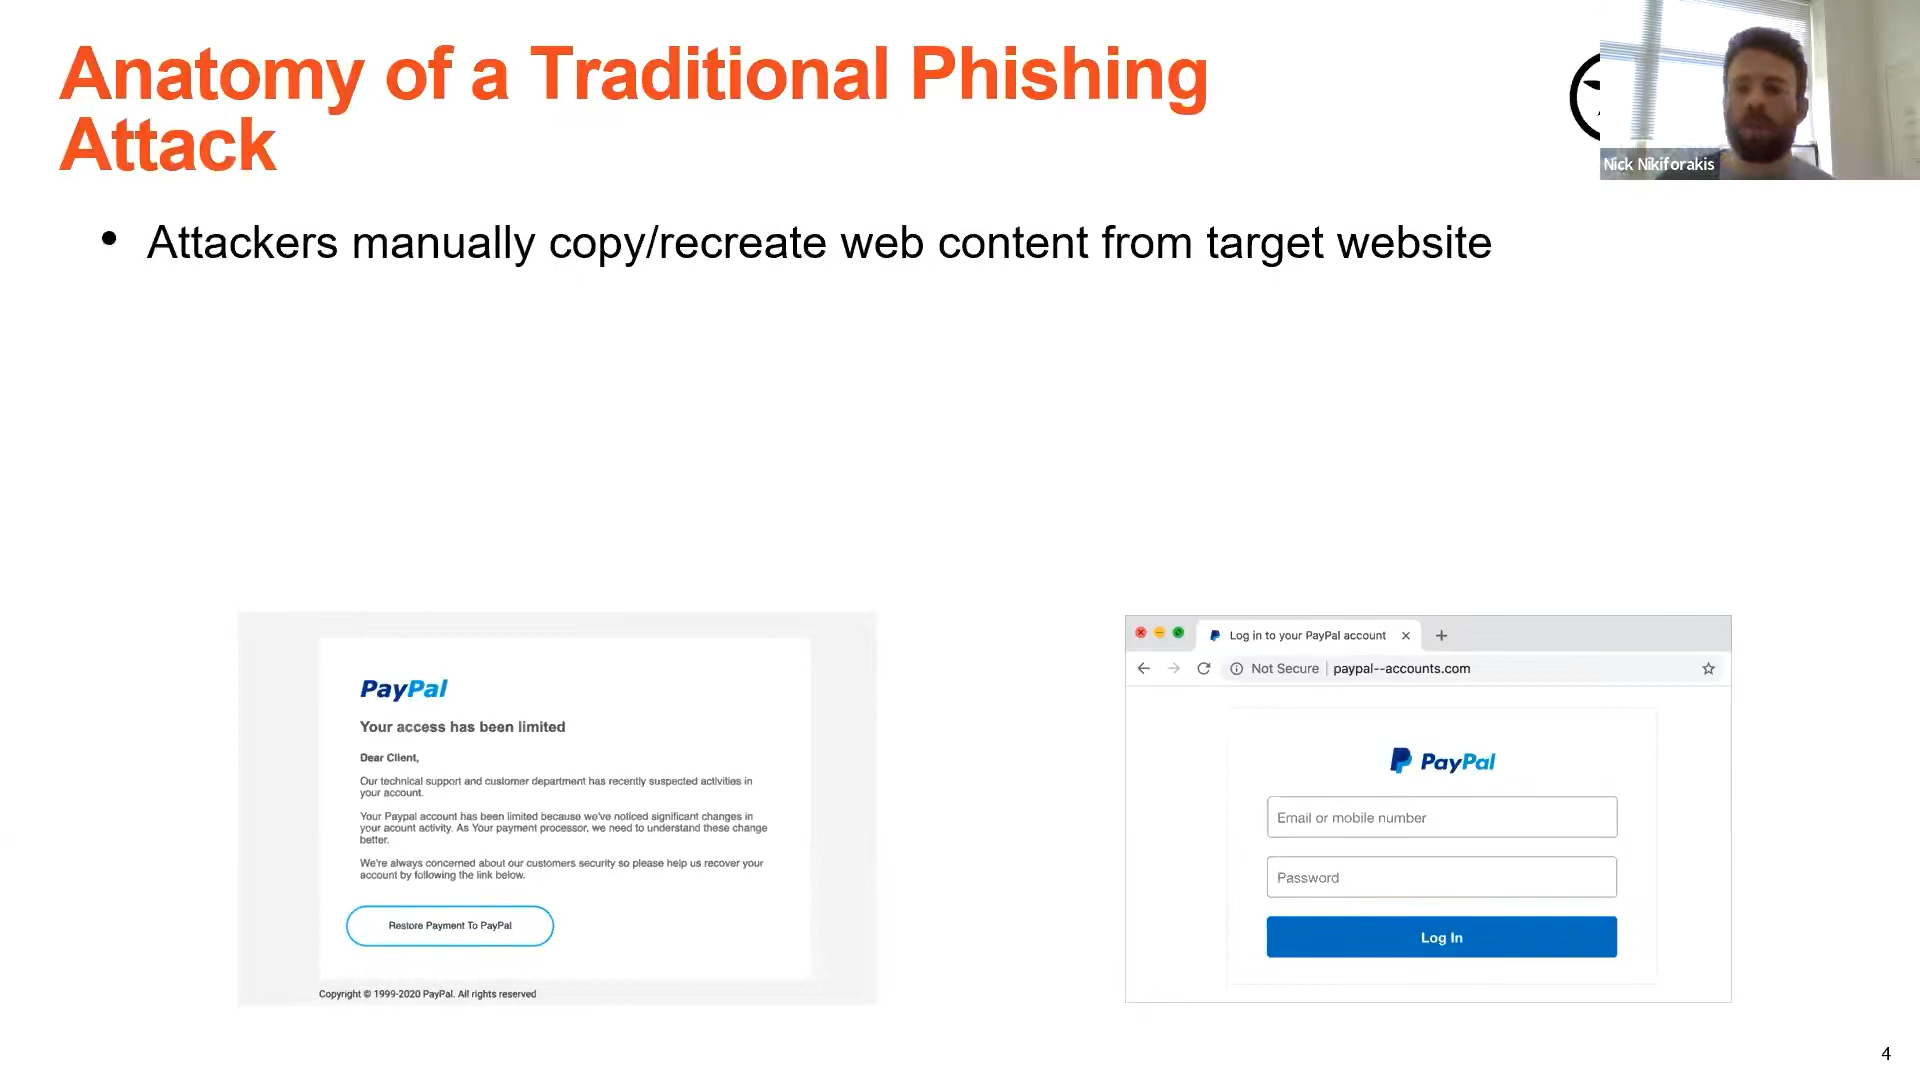 Anatomy of a Traditional Phishing
Attack
Nick Nikiforakis
• Attackers manually copy/recreate web content from target website
PayPal
Your access has been limited
Dear Client,
Our technical support and customer department has recently suspected activities in
your account.
Your Paypal account has been limited because we've noticed significant changes in
your acount activity. As Your payment processor, we need to understand these change
better.
We're always concerned about our customers security so please help us recover your
account by following the link below.
Restore Payment To PayPal
Copyright © 1999-2020 PayPal. All rights reserved
Log in to your PayPal account
Not Secure | paypal--accounts.com
PayPal
Email or mobile number
Password
Log In
4